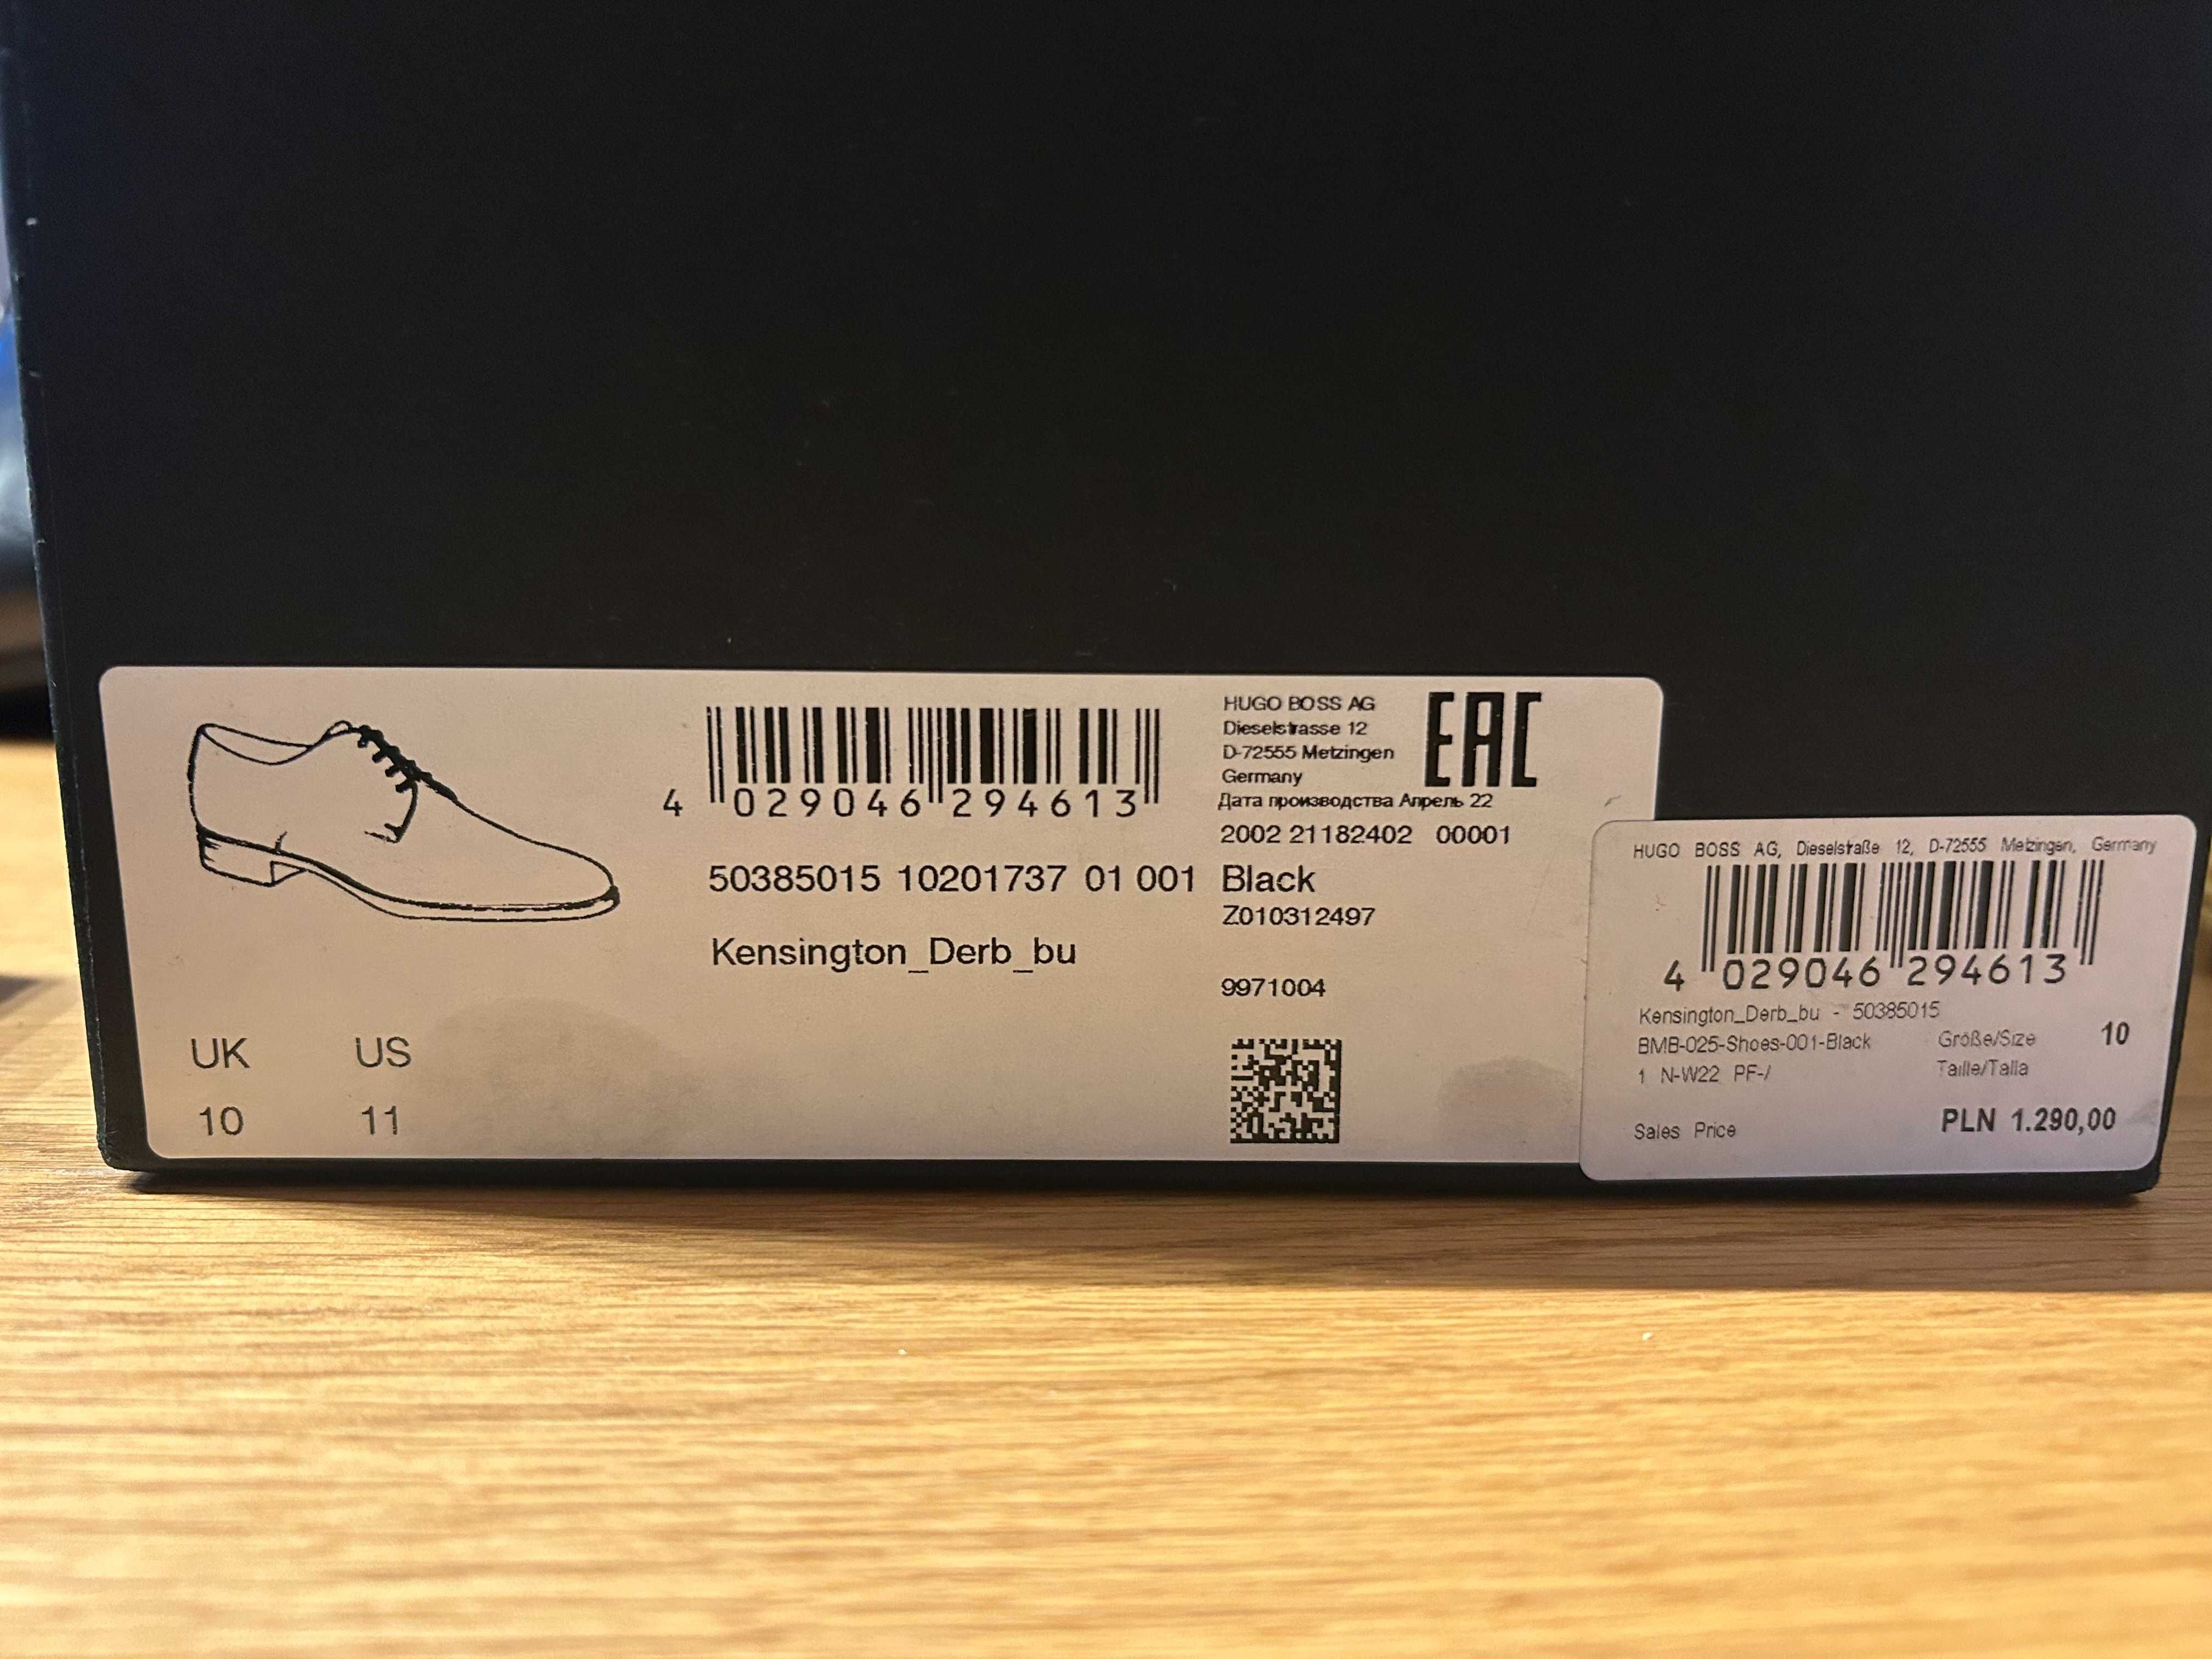 4 029046 294613
50385015 10201737 01 001
Kensington_Derb_bu
UK US
10 11
HUGO BOSS AG
Dieselstrasse 12
D-72555 Metzingen
Germany
EAC
Дата производства Апрель 22
2002 21182402 00001
Black
Z010312497
9971004
HUGO BOSS AG, Dieselstraße 12, D-72555 Metzingen, Germany
4 029046 294613
Kensington_Derb_bu - 50385015
BMB-025-Shoes-001-Black Größe/Size 10
1 N-W22 PF-/ Taille/Talla
Sales Price PLN 1.290,00